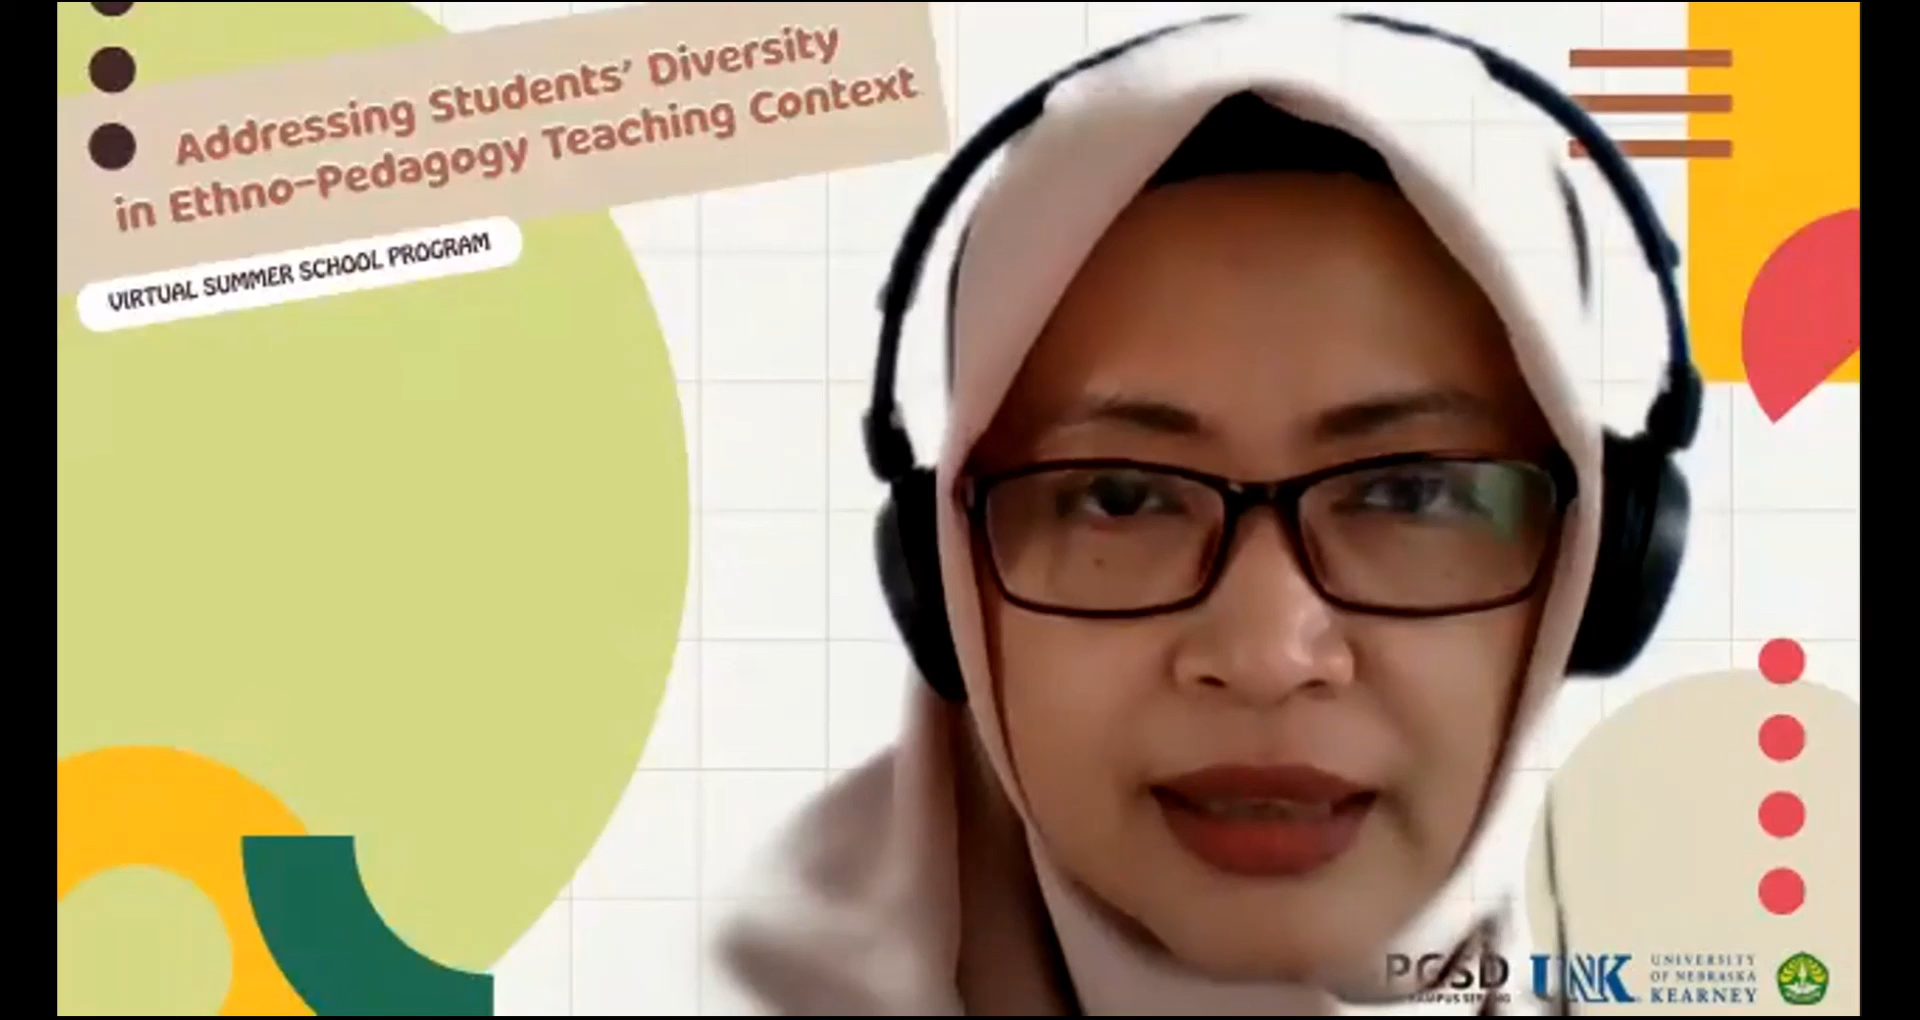 Addressing Students' Diversity
in Ethno-Pedagogy Teaching Context
VIRTUAL SUMMER SCHOOL PROGRAM
PGSD
UNK
UNIVERSITY
OF NEBRASKA
KEARNEY